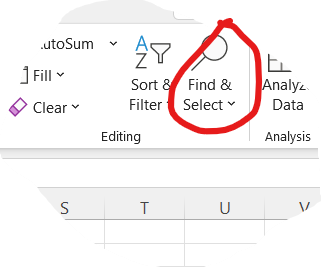 utoSum
Fill
Clear
Sort &
Filter
Find &
Select
Analyz
Data
Editing
Analysis
S T U V